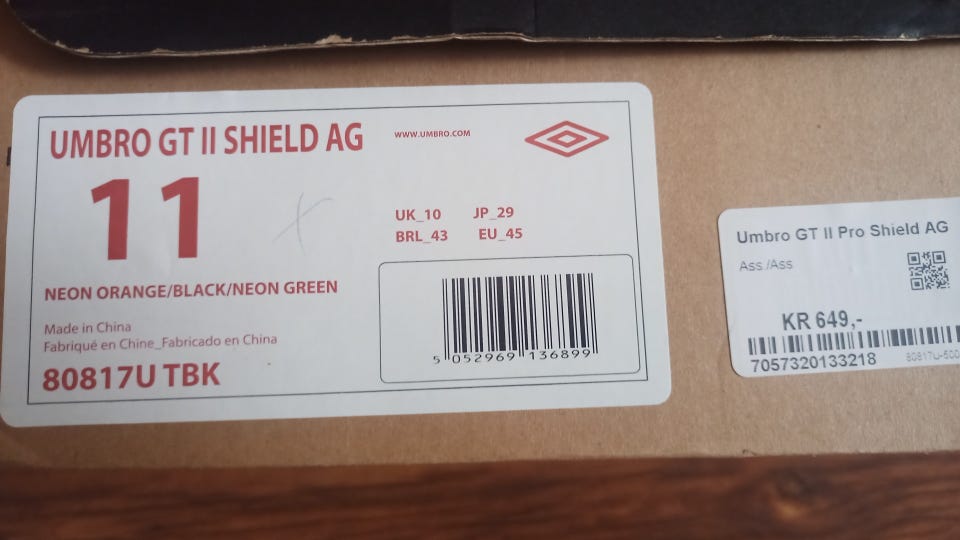 UMBRO GT II SHIELD AG
WWW.UMBRO.COM
11
UK_10 JP_29
BRL_43 EU_45
NEON ORANGE/BLACK/NEON GREEN
Made in China
Fabriqué en Chine_Fabricado en China
80817U TBK
5 052969 136899
Umbro GT II Pro Shield AG
Ass./Ass
KR 649,-
7057320133218
80817U-500